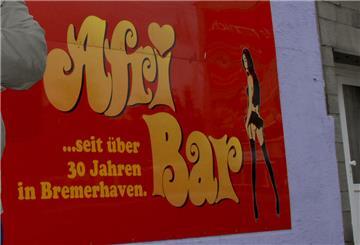 Afri
Bar
...seit über
30 Jahren
in Bremerhaven.